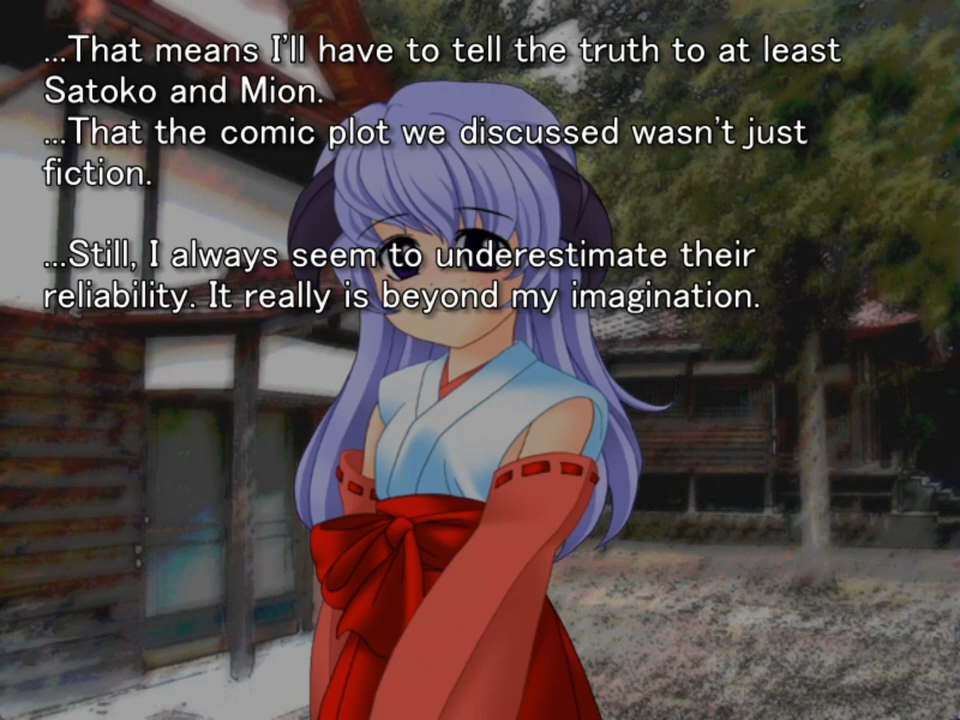 ...That means I'll have to tell the truth to at least
Satoko and Mion.
...That the comic plot we discussed wasn't just
fiction.
...Still, I always seem to underestimate their
reliability. It really is beyond my imagination.